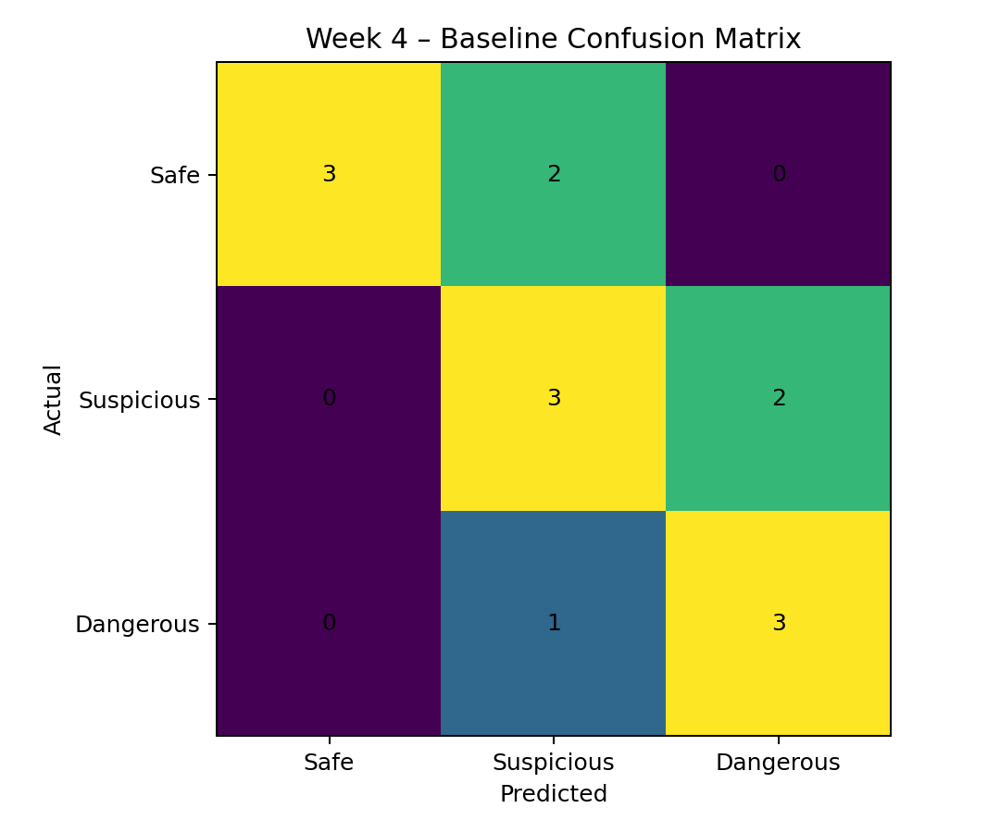 Week 4 – Baseline Confusion Matrix
Safe 3 2 0
Actual
Suspicious 0 3 2
Dangerous 0 1 3
Safe Suspicious Dangerous
Predicted